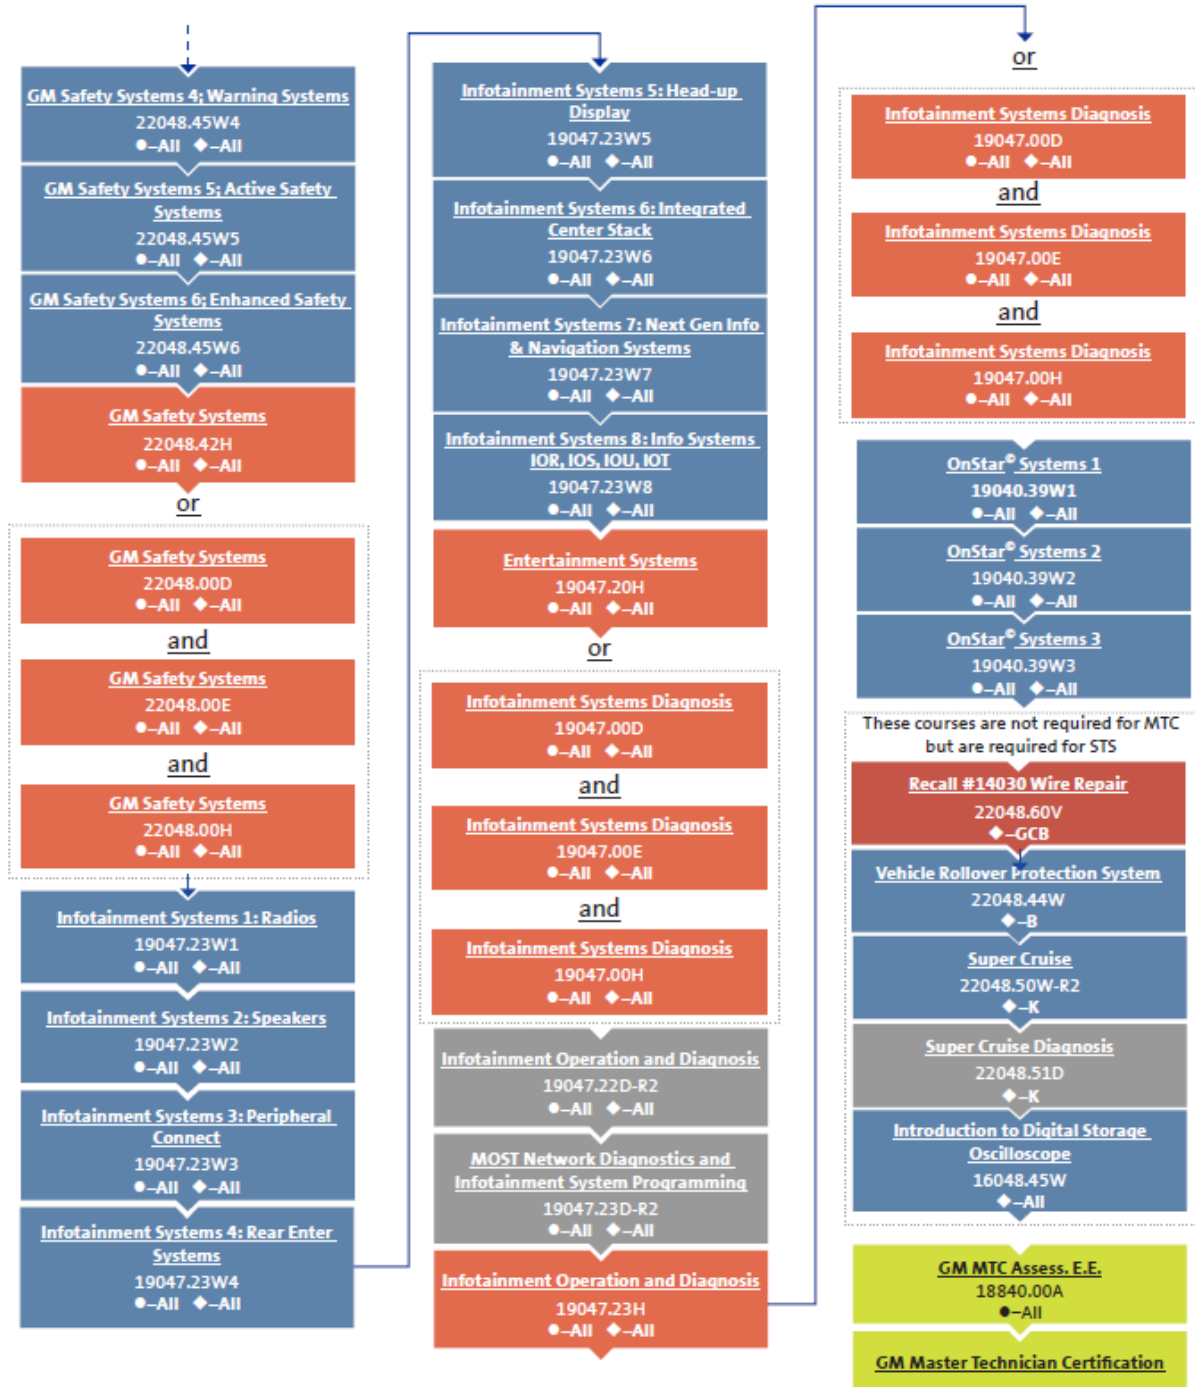 GM Safety Systems 4; Warning Systems
22048.45W4
●–All ◆–All
GM Safety Systems 5; Active Safety
Systems
22048.45W5
●–All ◆–All
GM Safety Systems 6; Enhanced Safety
Systems
22048.45W6
●–All ◆–All
GM Safety Systems
22048.42H
●–All ◆–All
or
GM Safety Systems
22048.00D
●–All ◆–All
and
GM Safety Systems
22048.00E
●–All ◆–All
and
GM Safety Systems
22048.00H
●–All ◆–All
Infotainment Systems 1: Radios
19047.23W1
●–All ◆–All
Infotainment Systems 2: Speakers
19047.23W2
●–All ◆–All
Infotainment Systems 3: Peripheral
Connect
19047.23W3
●–All ◆–All
Infotainment Systems 4: Rear Enter
Systems
19047.23W4
●–All ◆–All
Infotainment Systems 5: Head-up
Display
19047.23W5
●–All ◆–All
Infotainment Systems 6: Integrated
Center Stack
19047.23W6
●–All ◆–All
Infotainment Systems 7: Next Gen Info
& Navigation Systems
19047.23W7
●–All ◆–All
Infotainment Systems 8: Info Systems
IOR, IOS, IOU, IOT
19047.23W8
●–All ◆–All
Entertainment Systems
19047.20H
●–All ◆–All
or
Infotainment Systems Diagnosis
19047.00D
●–All ◆–All
and
Infotainment Systems Diagnosis
19047.00E
●–All ◆–All
and
Infotainment Systems Diagnosis
19047.00H
●–All ◆–All
Infotainment Operation and Diagnosis
19047.22D-R2
●–All ◆–All
MOST Network Diagnostics and
Infotainment System Programming
19047.23D-R2
●–All ◆–All
Infotainment Operation and Diagnosis
19047.23H
●–All ◆–All
or
Infotainment Systems Diagnosis
19047.00D
●–All ◆–All
and
Infotainment Systems Diagnosis
19047.00E
●–All ◆–All
and
Infotainment Systems Diagnosis
19047.00H
●–All ◆–All
OnStar© Systems 1
19040.39W1
●–All ◆–All
OnStar© Systems 2
19040.39W2
●–All ◆–All
OnStar© Systems 3
19040.39W3
●–All ◆–All
These courses are not required for MTC
but are required for STS
Recall #14030 Wire Repair
22048.60V
◆–GCB
Vehicle Rollover Protection System
22048.44W
◆–B
Super Cruise
22048.50W-R2
◆–K
Super Cruise Diagnosis
22048.51D
◆–K
Introduction to Digital Storage
Oscilloscope
16048.45W
◆–All
GM MTC Assess. E.E.
18840.00A
●–All
GM Master Technician Certification